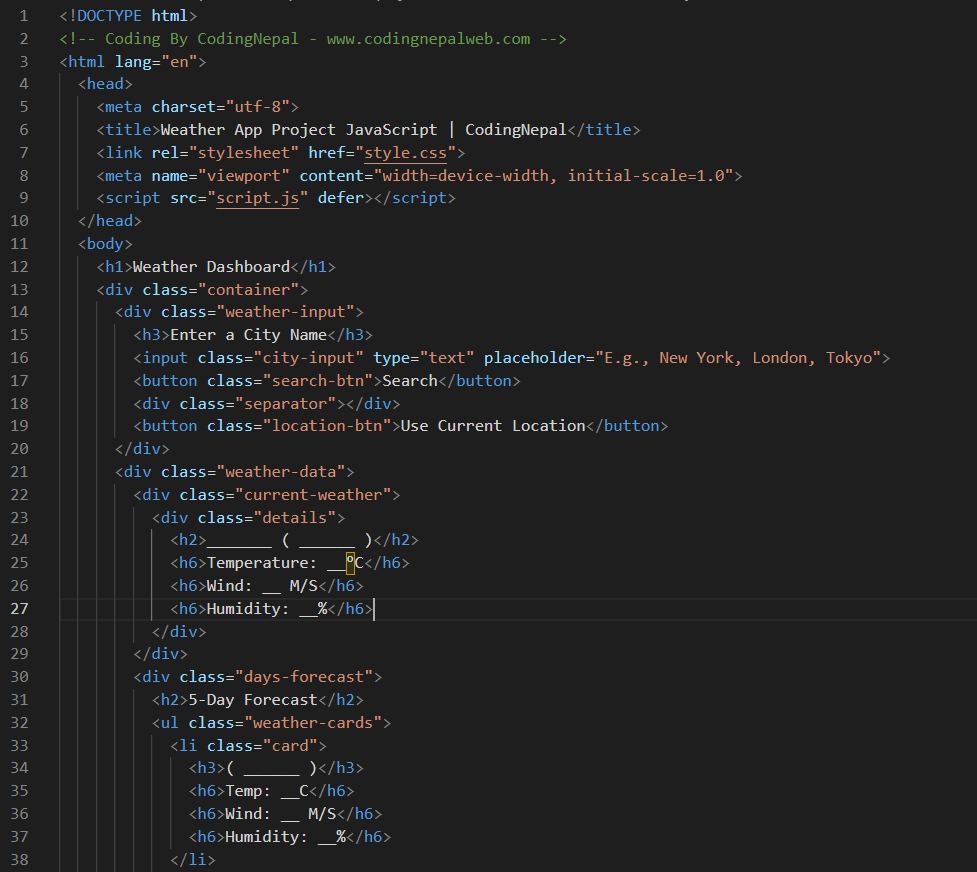 1 <!DOCTYPE html>
2 <!-- Coding By CodingNepal - www.codingnepalweb.com -->
3 <html lang="en">
4 <head>
5 <meta charset="utf-8">
6 <title>Weather App Project JavaScript | CodingNepal</title>
7 <link rel="stylesheet" href="style.css">
8 <meta name="viewport" content="width=device-width, initial-scale=1.0">
9 <script src="script.js" defer></script>
10 </head>
11 <body>
12 <h1>Weather Dashboard</h1>
13 <div class="container">
14 <div class="weather-input">
15 <h3>Enter a City Name</h3>
16 <input class="city-input" type="text" placeholder="E.g., New York, London, Tokyo">
17 <button class="search-btn">Search</button>
18 <div class="separator"></div>
19 <button class="location-btn">Use Current Location</button>
20 </div>
21 <div class="weather-data">
22 <div class="current-weather">
23 <div class="details">
24 <h2>_______ ( ______ )</h2>
25 <h6>Temperature: __°C</h6>
26 <h6>Wind: __ M/S</h6>
27 <h6>Humidity: __%</h6>
28 </div>
29 </div>
30 <div class="days-forecast">
31 <h2>5-Day Forecast</h2>
32 <ul class="weather-cards">
33 <li class="card">
34 <h3>( ______ )</h3>
35 <h6>Temp: __C</h6>
36 <h6>Wind: __ M/S</h6>
37 <h6>Humidity: __%</h6>
38 </li>